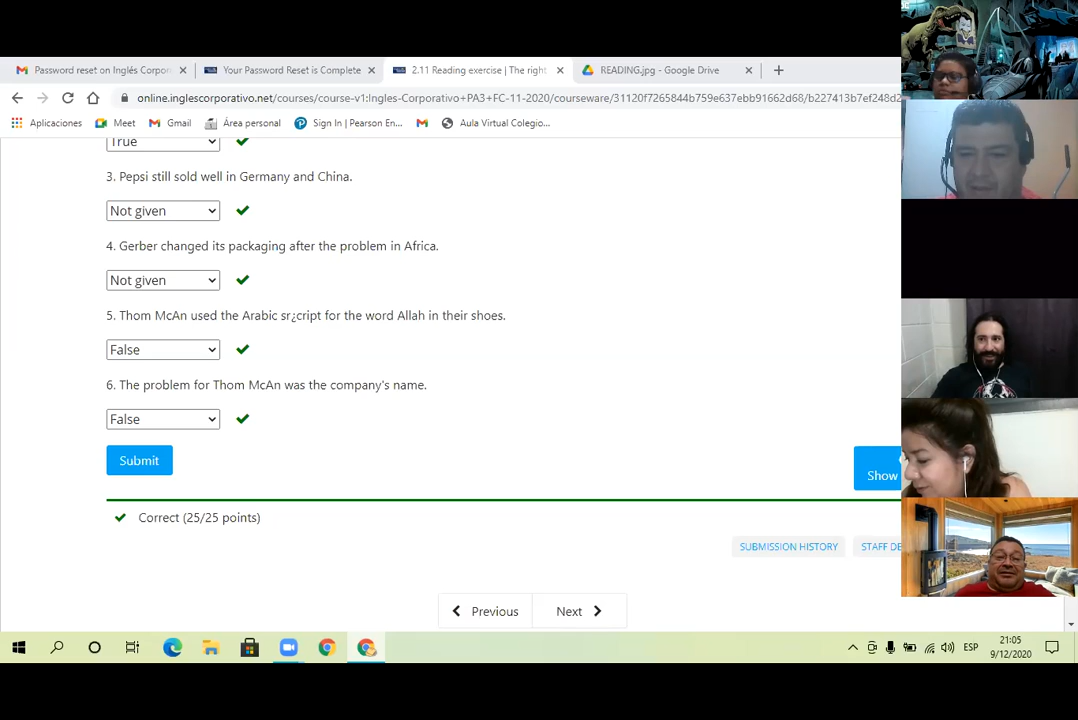 Password reset on Inglés Corpor
Your Password Reset is Complete
2.11 Reading exercise | The right
READING.jpg - Google Drive
online.inglescorporativo.net/courses/course-v1:Ingles-Corporativo+PA3+FC-11-2020/courseware/31120f7265844b759e637ebb91662d68/b227413b7ef248d2
Aplicaciones
Meet
Gmail
Área personal
Sign In | Pearson En...
Aula Virtual Colegio...
True
3. Pepsi still sold well in Germany and China.
Not given
4. Gerber changed its packaging after the problem in Africa.
Not given
5. Thom McAn used the Arabic sr¿cript for the word Allah in their shoes.
False
6. The problem for Thom McAn was the company's name.
False
Submit
Show
Correct (25/25 points)
SUBMISSION HISTORY
STAFF DE
Previous
Next
ESP
21:05
9/12/2020